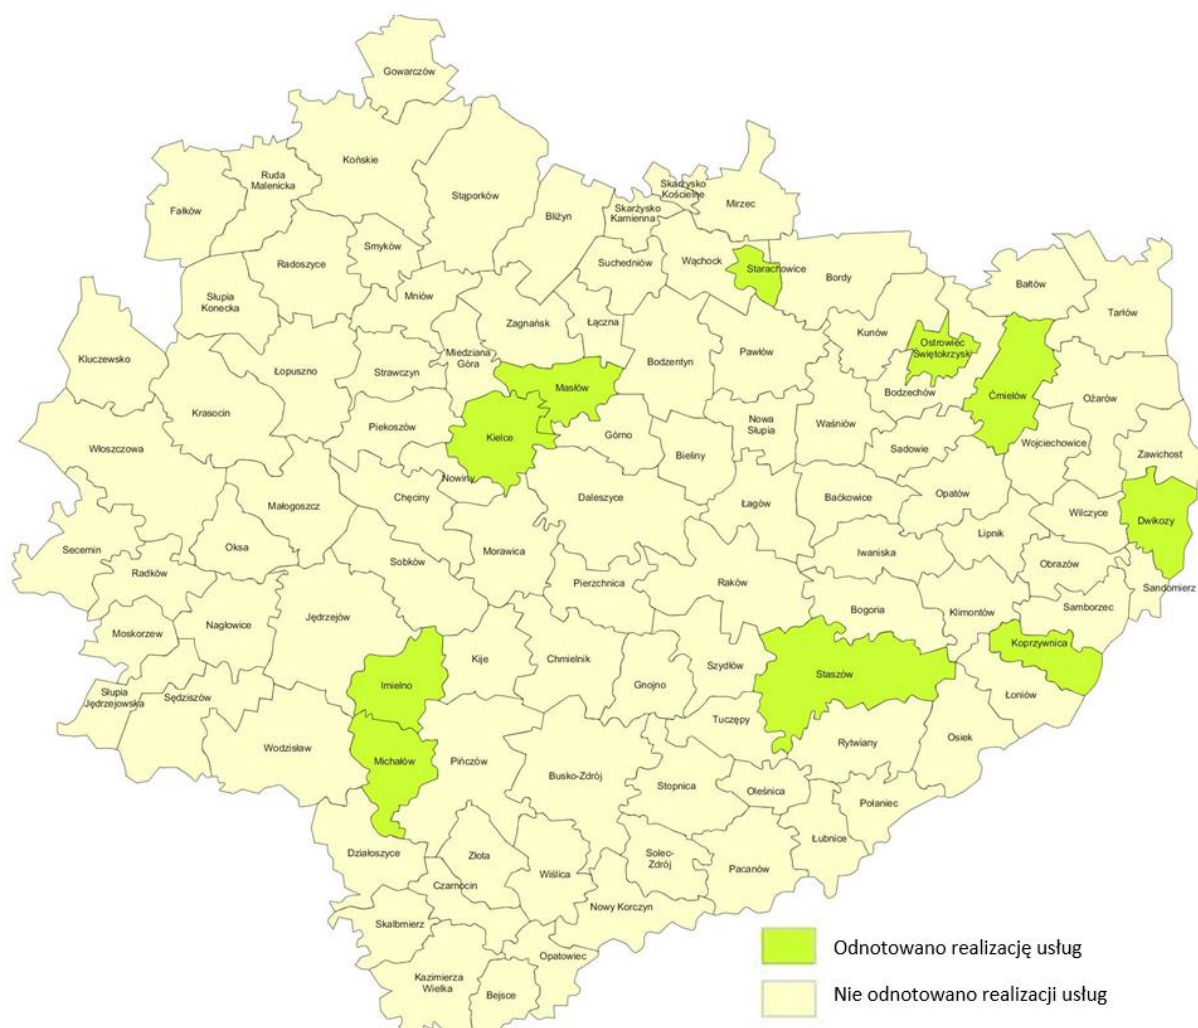 Gowarczów
Końskie
Ruda
Malenicka
Stąporków
Fałków
Bliżyn
Skarżysko
Kościelne
Skarżysko
Kamienna
Mirzec
Smyków
Radoszyce
Suchedniów
Wąchock
Starachowice
Bordy
Bałtów
Tarłów
Słupia
Konecka
Mniów
Zagnańsk
Łączna
Kunów
Ostrowiec
Świętokrzysk
Kluczewsko
Łopuszno
Strawczyn
Miedziana
Góra
Bodzentyn
Pawłów
Masłów
Bodzechów
Ćmielów
Ożarów
Krasocin
Piekoszów
Kielce
Górno
Nowa
Słupia
Waśniów
Sadowie
Wojciechowice
Zawichost
Włoszczowa
Bieliny
Nowiny
Chęciny
Daleszyce
Łagów
Baćkowice
Opatów
Wilczyce
Dwikozy
Małogoszcz
Lipnik
Secemin
Oksa
Sobków
Morawica
Iwaniska
Obrazów
Radków
Pierzchnica
Raków
Sandomierz
Samborzec
Nagłowice
Jędrzejów
Bogoria
Klimontów
Moskorzew
Koprzywnica
Kije
Chmielnik
Szydłów
Staszów
Imielno
Gnojno
Słupia
Jędrzejowska
Sędziszów
Łoniów
Tuczępy
Wodzisław
Michałów
Pińczów
Rytwiany
Osiek
Busko-Zdrój
Stopnica
Oleśnica
Połaniec
Łubnice
Działoszyce
Złota
Solec-
Zdrój
Pacanów
Wiślica
Czarnocin
Nowy Korczyn
Skalbmierz
Opatowiec
Kazimierza
Wielka
Bejsce
Odnotowano realizację usług
Nie odnotowano realizacji usług